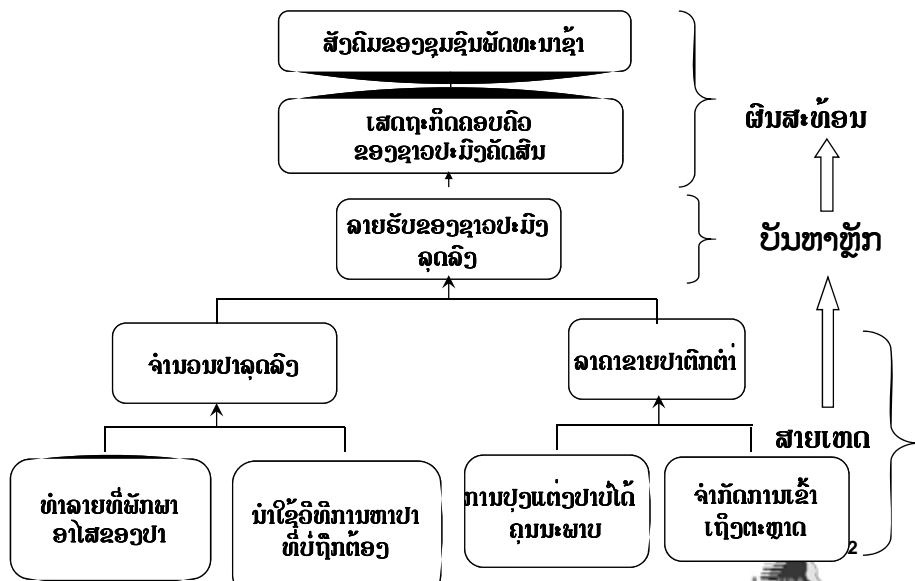 ສັງຄົມຂອງຊຸມຊົນພັດທະນາຊ້າ
ເສດຖະກິດຄອບຄົວ
ຂອງຊາວປະມົງຄັດສົນ
ຜົນສະທ້ອນ
ລາຍຮັບຂອງຊາວປະມົງ
ລຸດລົງ
ບັນຫາຫຼັກ
ຈຳນວນປາລຸດລົງ
ລາຄາຂາຍປາຕົກຕໍາ່
ສາຍເຫດ
ທຳລາຍທີ່ພັກພາ
ອາໄສຂອງປາ
ນຳໃຊ້ວິທີການຫາປາ
ທີ່ບໍ່ຖືກຕ້ອງ
ການປຸງແຕ່ງປາບໍ່ໄດ້
ຄຸນນະພາບ
ຈຳກັດການເຂົ້າ
ເຖິງຕະຫຼາດ
2